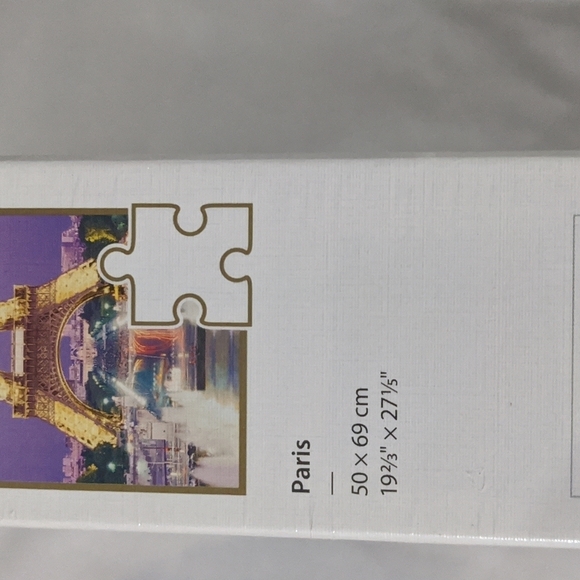 Paris
50 x 69 cm
19⅔" x 27⅕"